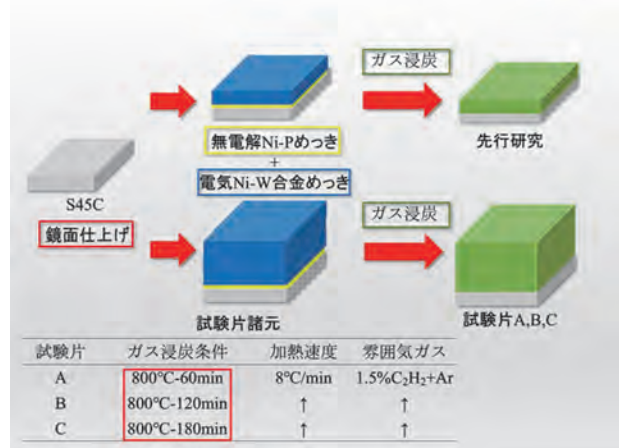 ガス浸炭
無電解Ni-Pめっき
+
電気Ni-W合金めっき
先行研究
S45C
鏡面仕上げ
ガス浸炭
試験片諸元
試験片A,B,C
試験片 ガス浸炭条件 加熱速度 雰囲気ガス
A 800℃-60min 8℃/min 1.5%C₂H₂+Ar
B 800℃-120min ↑ ↑
C 800℃-180min ↑ ↑